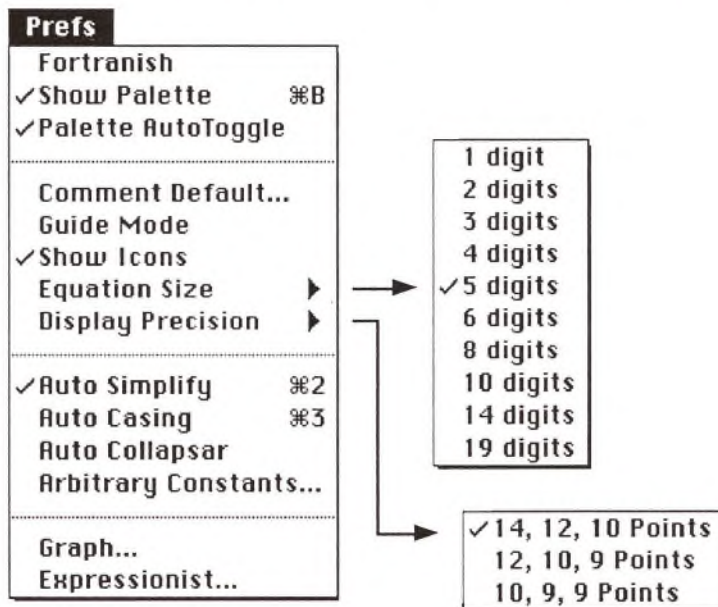 Prefs
Fortranish
✓Show Palette ⌘B
✓Palette AutoToggle
Comment Default...
Guide Mode
✓Show Icons
Equation Size ▶
Display Precision ▶
✓Auto Simplify ⌘2
Auto Casing ⌘3
Auto Collapsar
Arbitrary Constants...
Graph...
Expressionist...
1 digit
2 digits
3 digits
4 digits
✓5 digits
6 digits
8 digits
10 digits
14 digits
19 digits
✓14, 12, 10 Points
12, 10, 9 Points
10, 9, 9 Points